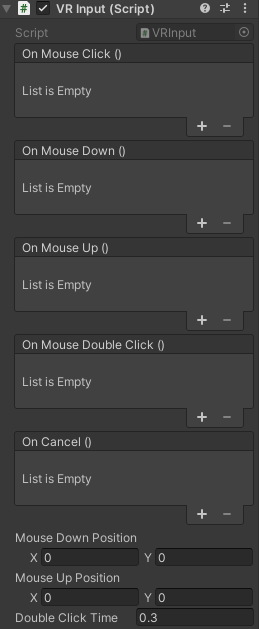 VR Input (Script)
Script VRInput
On Mouse Click ()
List is Empty
On Mouse Down ()
List is Empty
On Mouse Up ()
List is Empty
On Mouse Double Click ()
List is Empty
On Cancel ()
List is Empty
Mouse Down Position
X 0 Y 0
Mouse Up Position
X 0 Y 0
Double Click Time 0.3